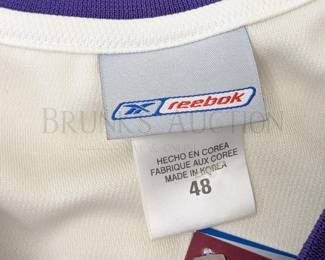 reebok
BRUNK'S AUCTION
HECHO EN COREA
FABRIQUE AUX COREE
MADE IN KOREA
48